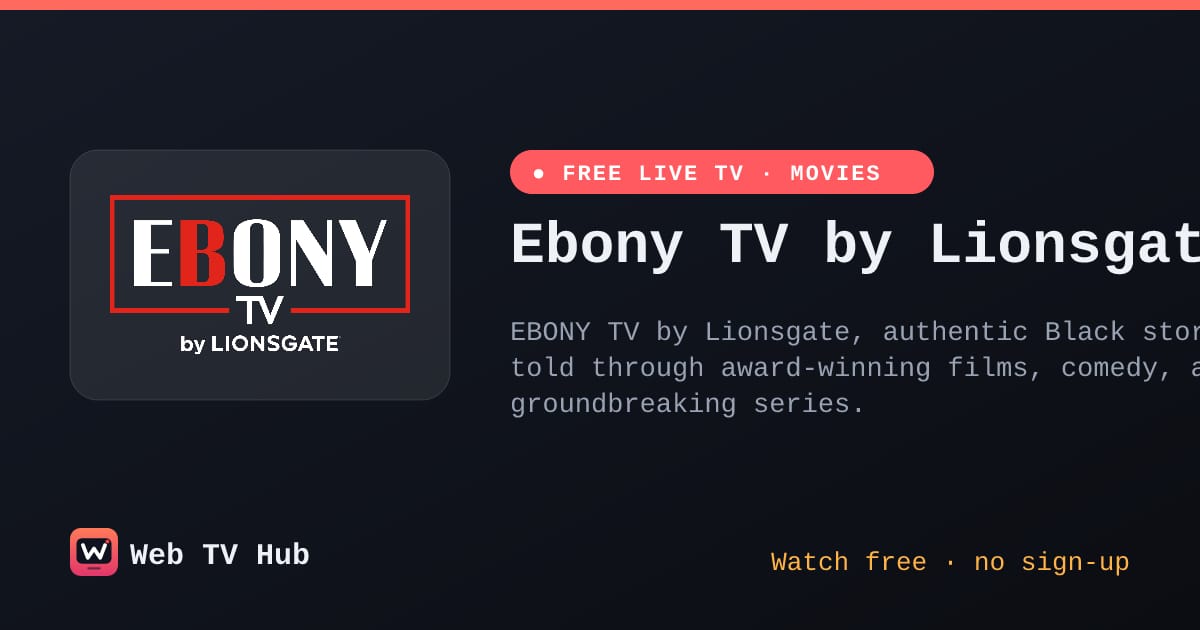 EBONY
TV
by LIONSGATE
• FREE LIVE TV · MOVIES
Ebony TV by Lionsgat
EBONY TV by Lionsgate, authentic Black stor
told through award-winning films, comedy, a
groundbreaking series.
W
Web TV Hub
Watch free · no sign-up